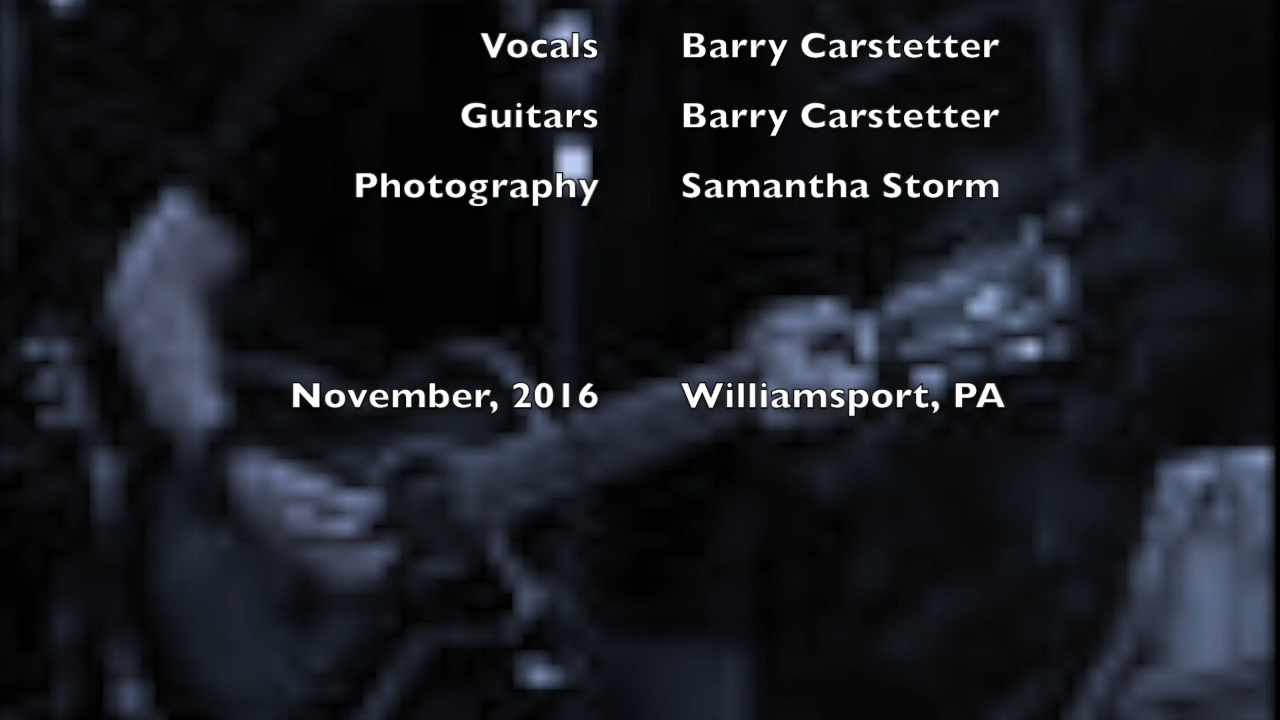 Vocals Barry Carstetter
Guitars Barry Carstetter
Photography Samantha Storm
November, 2016 Williamsport, PA